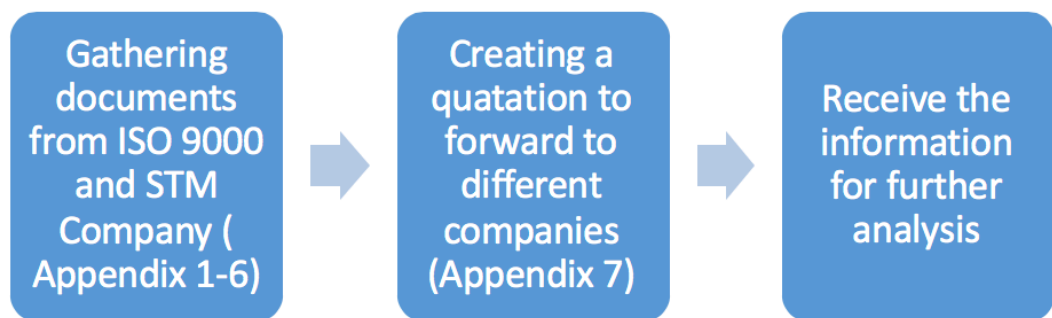 Gathering
documents
from ISO 9000
and STM
Company (
Appendix 1-6)
Creating a
quatation to
forward to
different
companies
(Appendix 7)
Receive the
information
for further
analysis